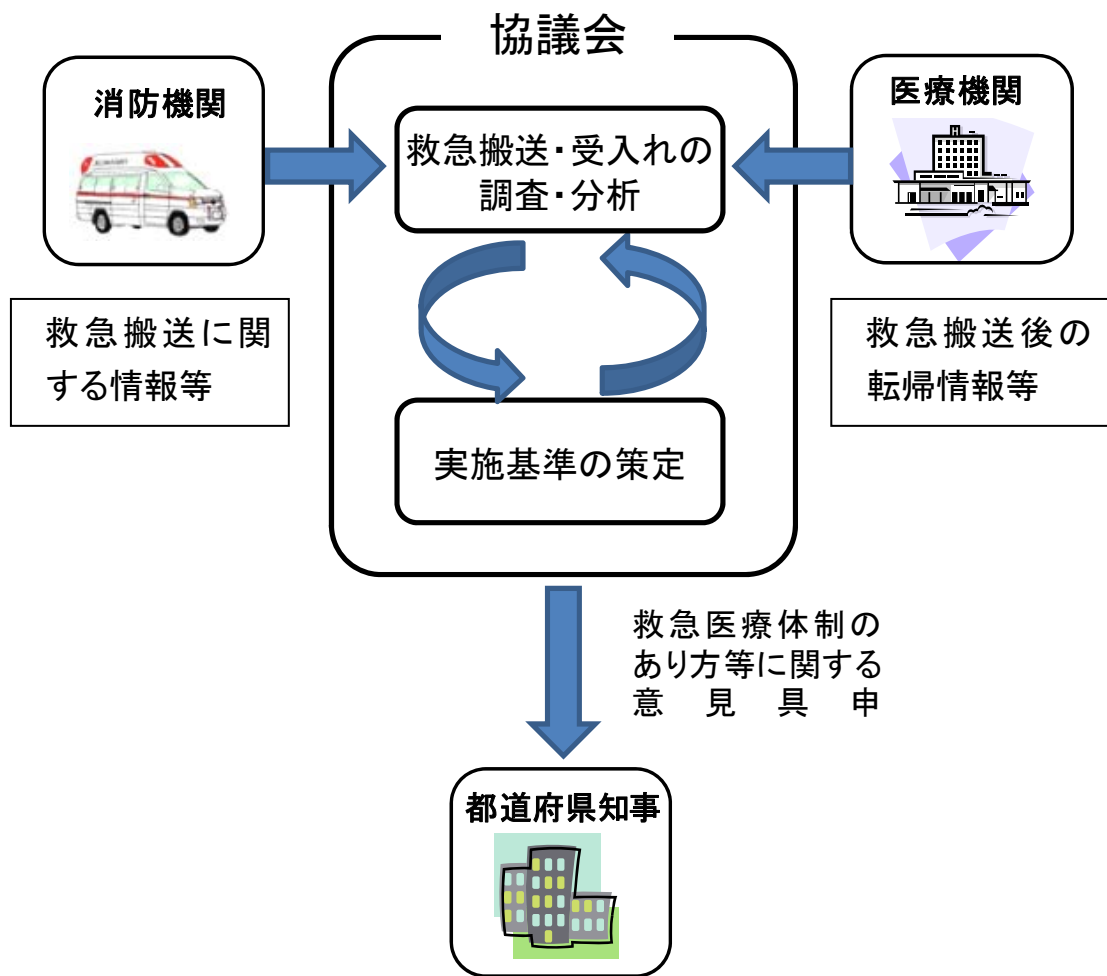 協議会
消防機関
医療機関
救急搬送・受入れの
調査・分析
救急搬送に関
する情報等
救急搬送後の
転帰情報等
実施基準の策定
救急医療体制の
あり方等に関する
意見具申
都道府県知事